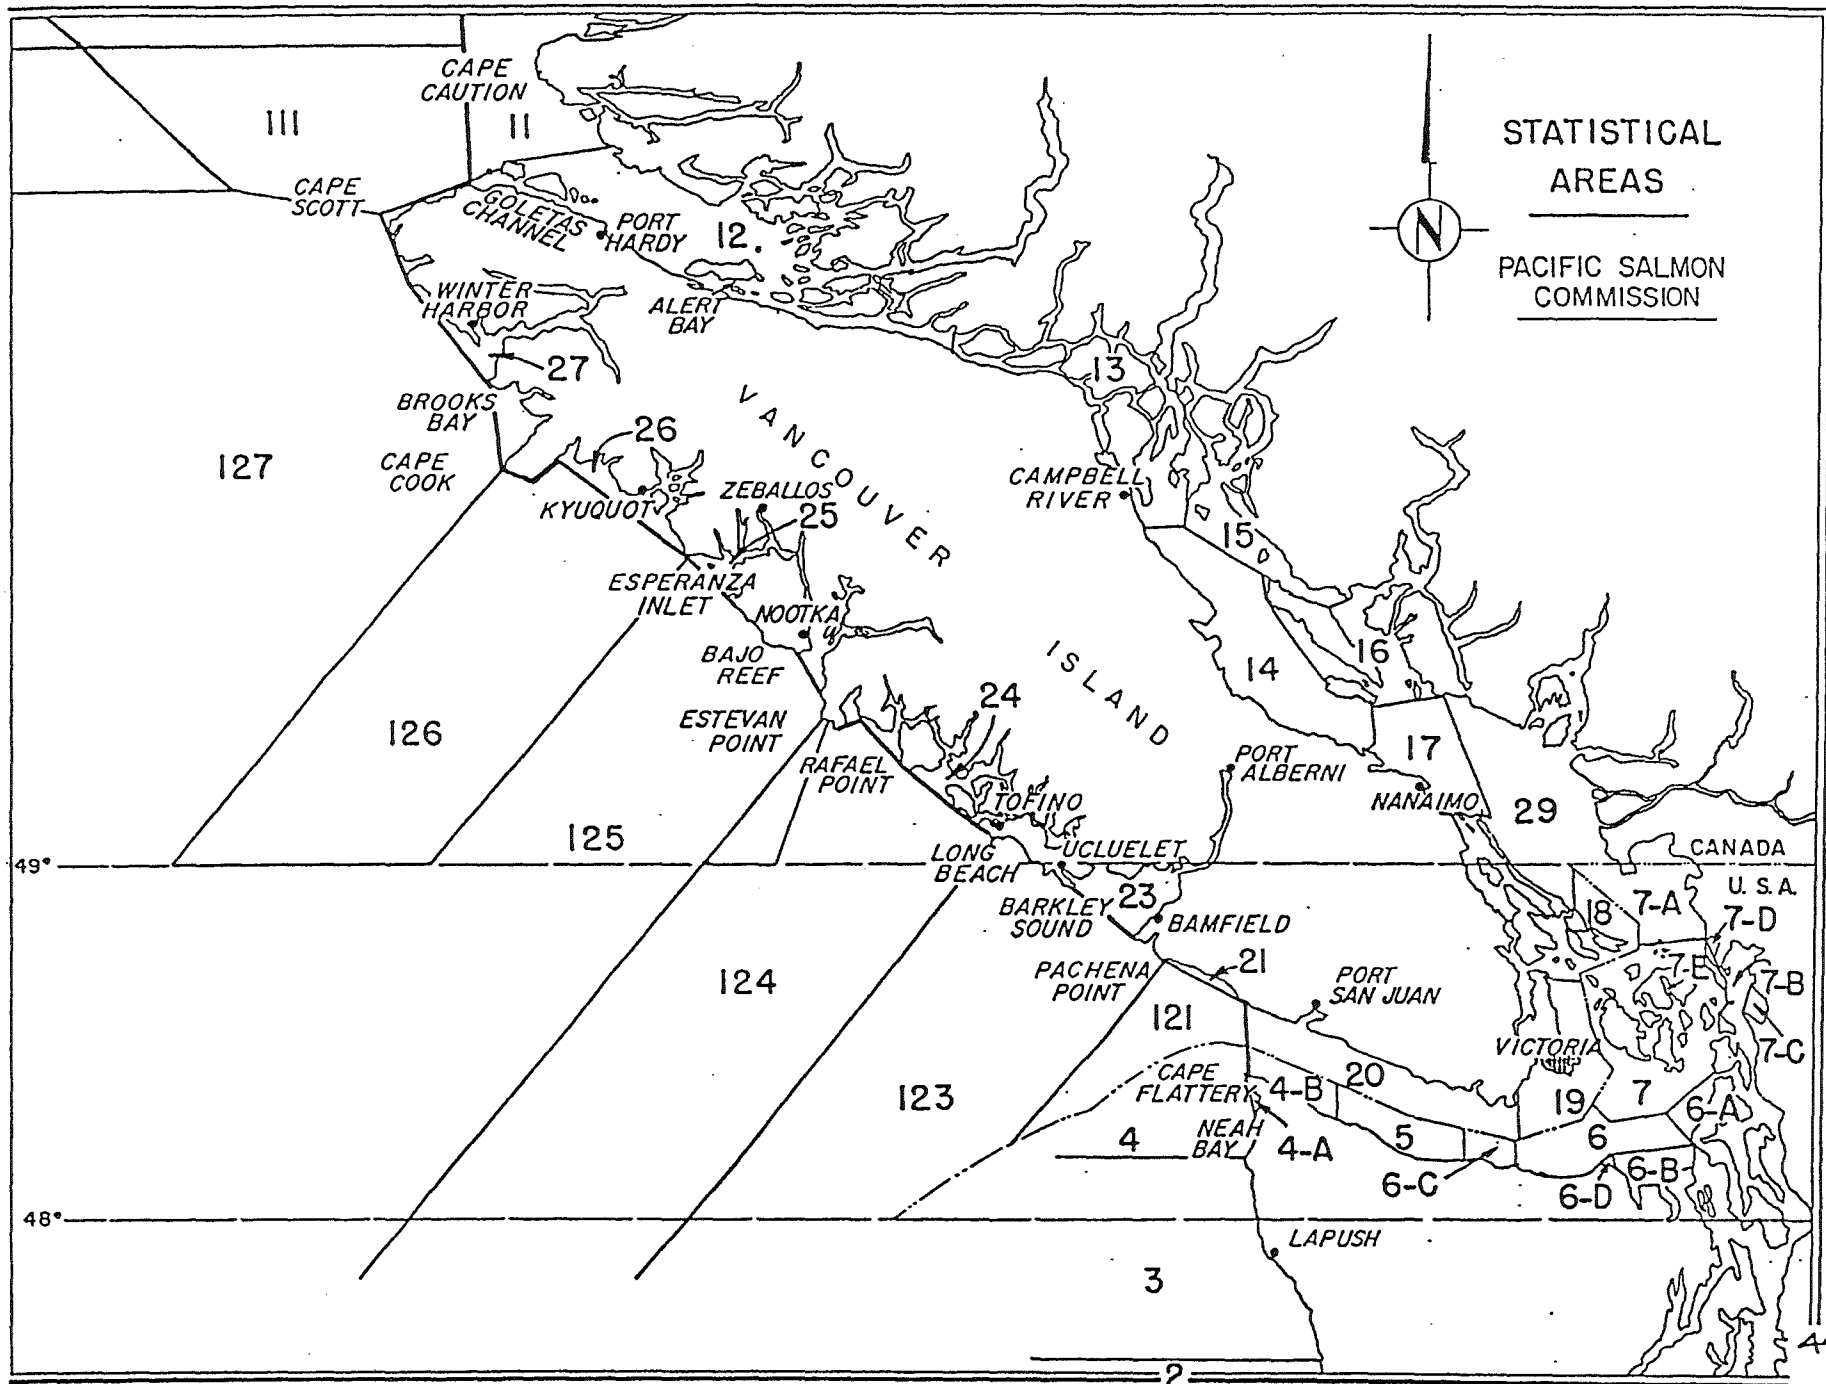 CAPE
CAUTION
111
11
STATISTICAL
AREAS
PACIFIC SALMON
COMMISSION
N
CAPE
SCOTT
GOLETAS
CHANNEL
PORT
HARDY
12.
WINTER
HARBOR
ALERT
BAY
27
13
BROOKS
BAY
VANCOUVER
26
127
CAPE
COOK
KYUQUOT
ZEBALLOS
25
CAMPBELL
RIVER
15
ESPERANZA
INLET
NOOTKA
BAJO
REEF
ISLAND
14
16
24
126
ESTEVAN
POINT
RAFAEL
POINT
PORT
ALBERNI
17
NANAIMO
29
TOFINO
125
LONG
BEACH
UCLUELET
49°
CANADA
U.S.A.
23
BARKLEY
SOUND
BAMFIELD
18
7-A
7-D
7-E
7-B
7-C
124
PACHENA
POINT
21
PORT
SAN JUAN
121
VICTORIA
CAPE
FLATTERY
4-B
20
123
19
7
6-A
4
NEAH
BAY
4-A
5
6
6-C
6-D
6-B
48°
LAPUSH
3
2